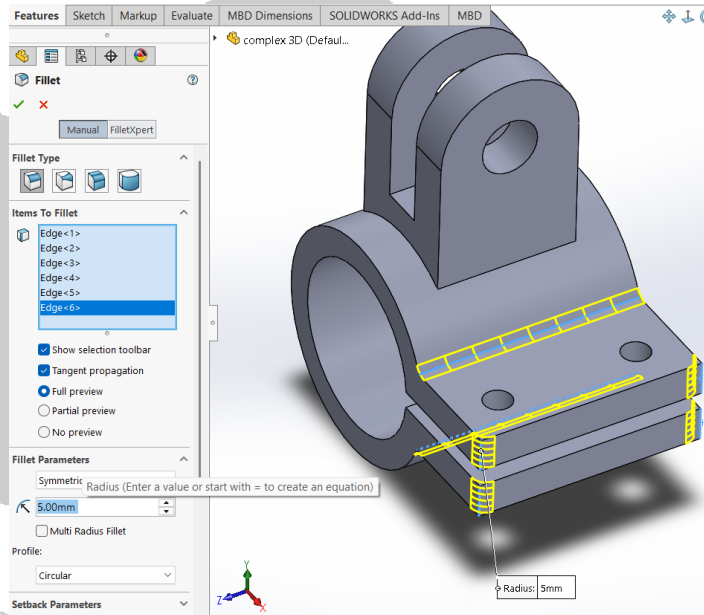 Features Sketch Markup Evaluate MBD Dimensions SOLIDWORKS Add-Ins MBD
complex 3D (Defaul...
Fillet
Manual FilletXpert
Fillet Type
Items To Fillet
Edge<1>
Edge<2>
Edge<3>
Edge<4>
Edge<5>
Edge<6>
Show selection toolbar
Tangent propagation
Full preview
Partial preview
No preview
Fillet Parameters
Symmetric
Radius (Enter a value or start with = to create an equation)
5.00mm
Multi Radius Fillet
Profile:
Circular
Radius: 5mm
Setback Parameters
Y
Z
X